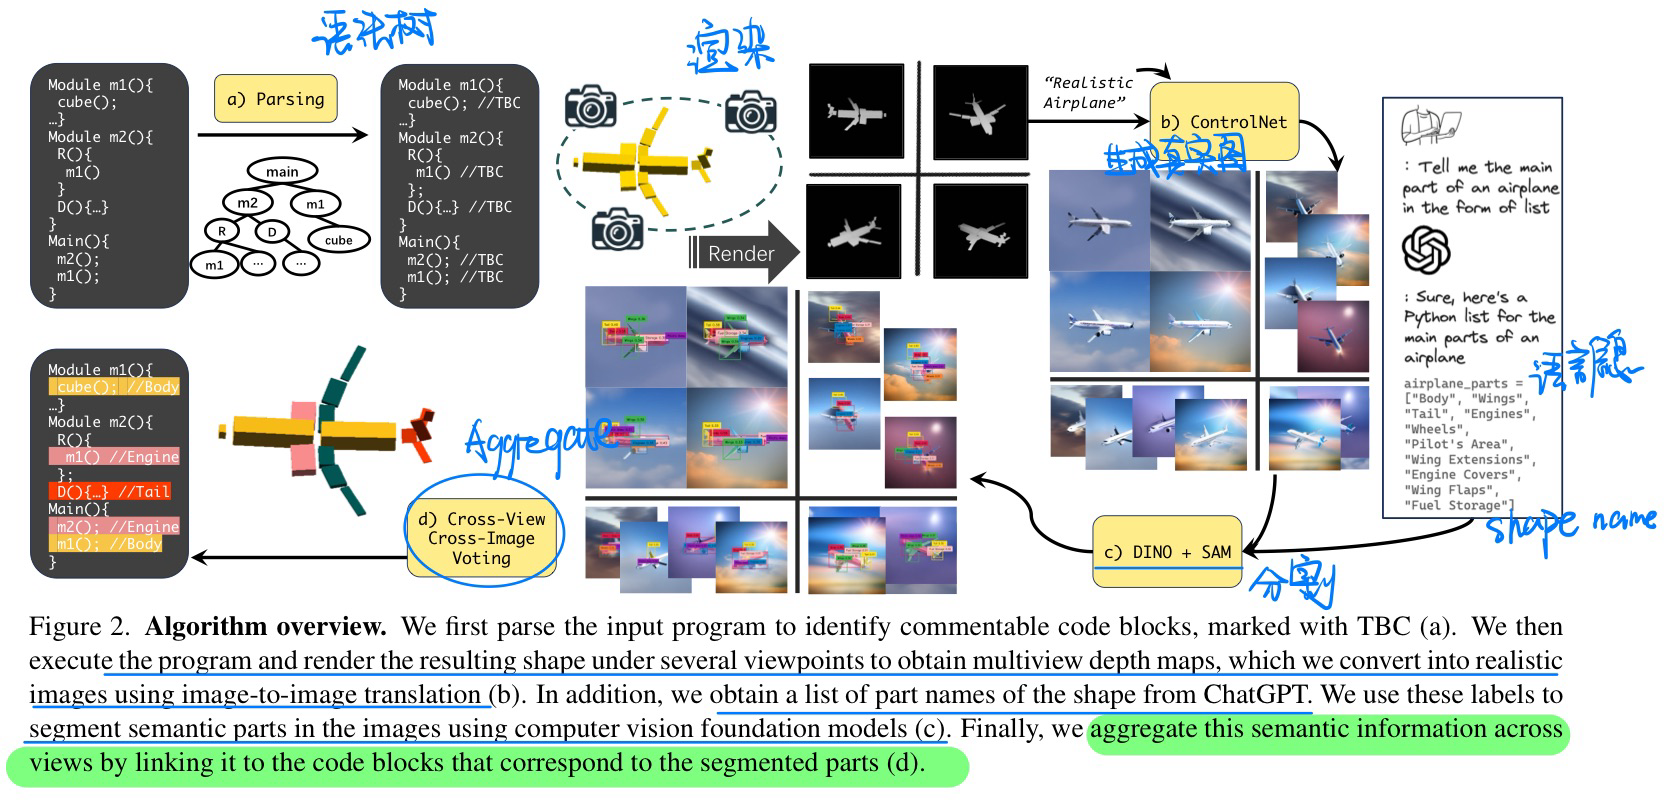 语法树
渲染
Module m1(){
cube();
…}
Module m2(){
R(){
m1()
}
D(){…}
}
Main(){
m2();
m1();
}
a) Parsing
main
m2
m1
R
D
cube
m1
...
...
Module m1(){
cube(); //TBC
…}
Module m2(){
R(){
m1() //TBC
};
D(){…} //TBC
}
Main(){
m2(); //TBC
m1(); //TBC
}
Render
“Realistic
Airplane”
b) ControlNet
生成真实图
: Tell me the main
part of an airplane
in the form of list
: Sure, here's a
Python list for the
main parts of an
airplane
airplane_parts =
["Body", "Wings",
"Tail", "Engines",
"Wheels",
"Pilot's Area",
"Wing Extensions",
"Engine Covers",
"Wing Flaps",
"Fuel Storage"]
shape name
c) DINO + SAM
分割
Aggregate
d) Cross-View
Cross-Image
Voting
Module m1(){
cube(); //Body
…}
Module m2(){
R(){
m1() //Engine
};
D(){…} //Tail
Main(){
m2(); //Engine
m1(); //Body
}
Figure 2. Algorithm overview. We first parse the input program to identify commentable code blocks, marked with TBC (a). We then
execute the program and render the resulting shape under several viewpoints to obtain multiview depth maps, which we convert into realistic
images using image-to-image translation (b). In addition, we obtain a list of part names of the shape from ChatGPT. We use these labels to
segment semantic parts in the images using computer vision foundation models (c). Finally, we aggregate this semantic information across
views by linking it to the code blocks that correspond to the segmented parts (d).